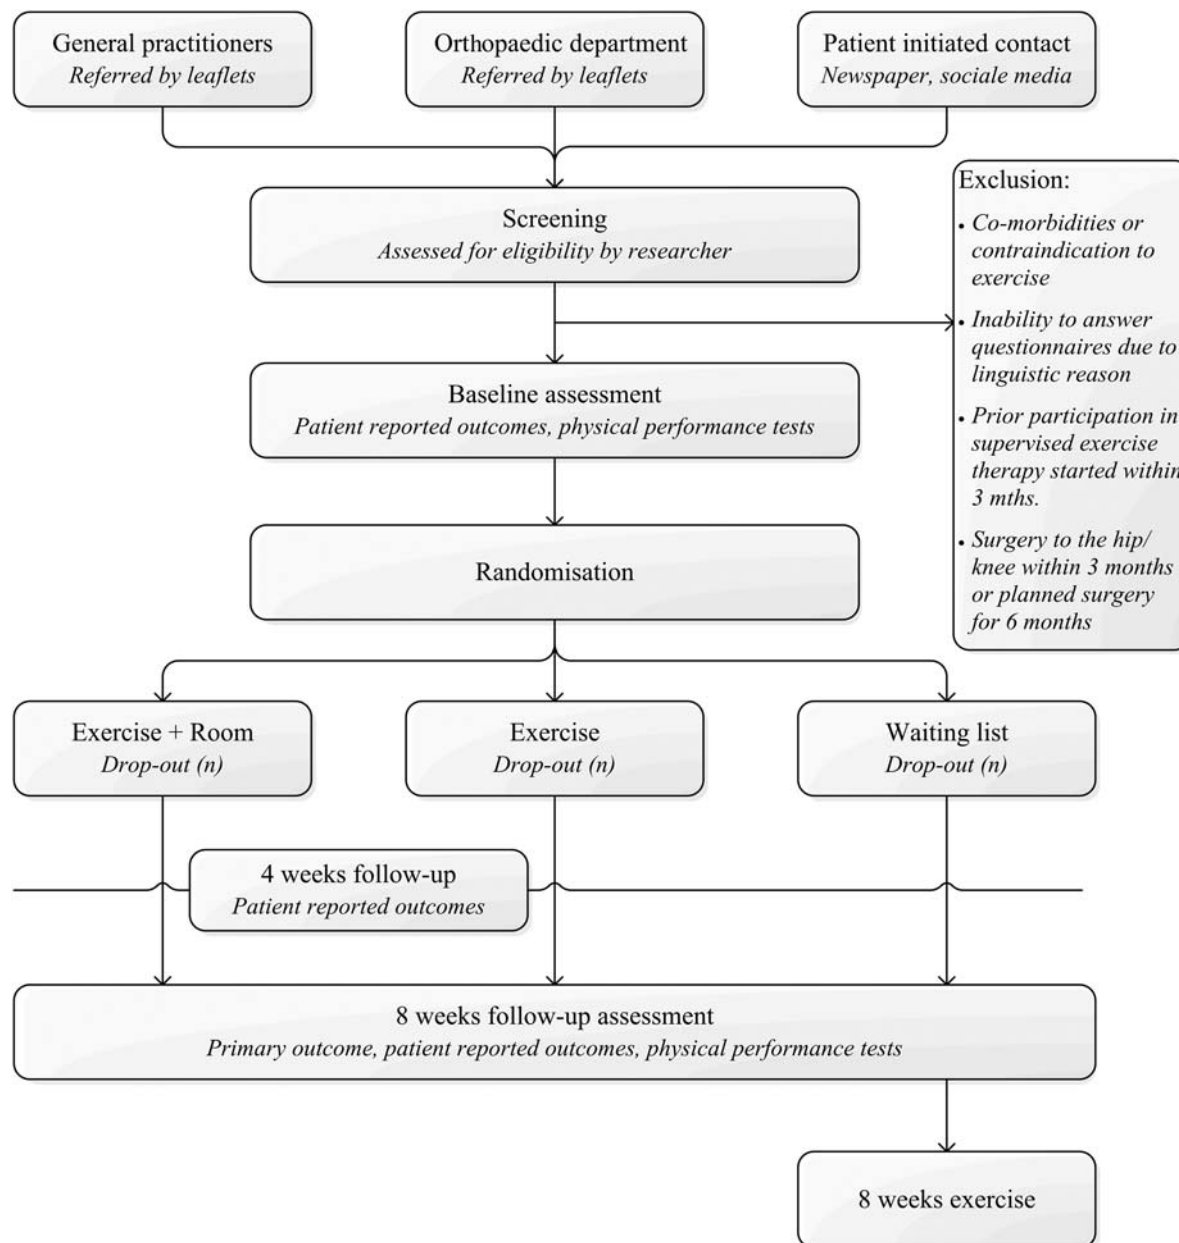 General practitioners
Referred by leaflets
Orthopaedic department
Referred by leaflets
Patient initiated contact
Newspaper, sociale media
Screening
Assessed for eligibility by researcher
Exclusion:
• Co-morbidities or
contraindication to
exercise
• Inability to answer
questionnaires due to
linguistic reason
• Prior participation in
supervised exercise
therapy started within
3 mths.
• Surgery to the hip/
knee within 3 months
or planned surgery
for 6 months
Baseline assessment
Patient reported outcomes, physical performance tests
Randomisation
Exercise + Room
Drop-out (n)
Exercise
Drop-out (n)
Waiting list
Drop-out (n)
4 weeks follow-up
Patient reported outcomes
8 weeks follow-up assessment
Primary outcome, patient reported outcomes, physical performance tests
8 weeks exercise